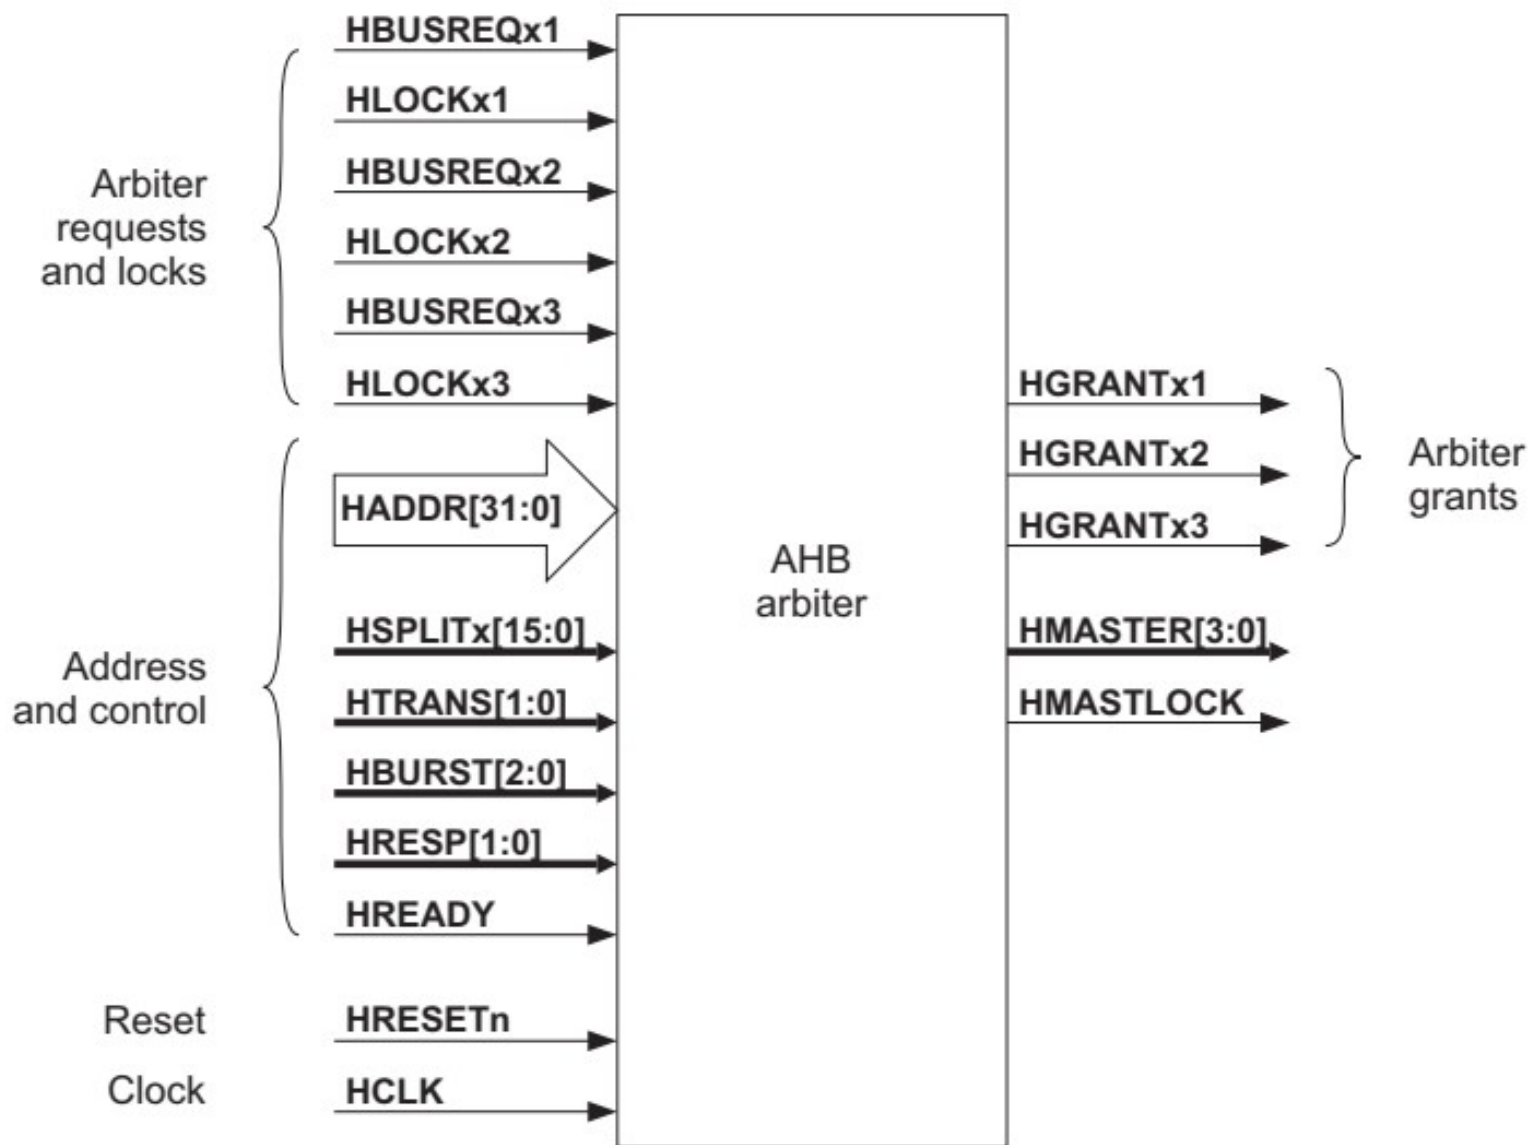 HBUSREQx1
HLOCKx1
HBUSREQx2
HLOCKx2
HBUSREQx3
HLOCKx3
Arbiter
requests
and locks
HADDR[31:0]
HSPLITx[15:0]
HTRANS[1:0]
HBURST[2:0]
HRESP[1:0]
HREADY
Address
and control
Reset
HRESETn
Clock
HCLK
AHB
arbiter
HGRANTx1
HGRANTx2
HGRANTx3
Arbiter
grants
HMASTER[3:0]
HMASTLOCK